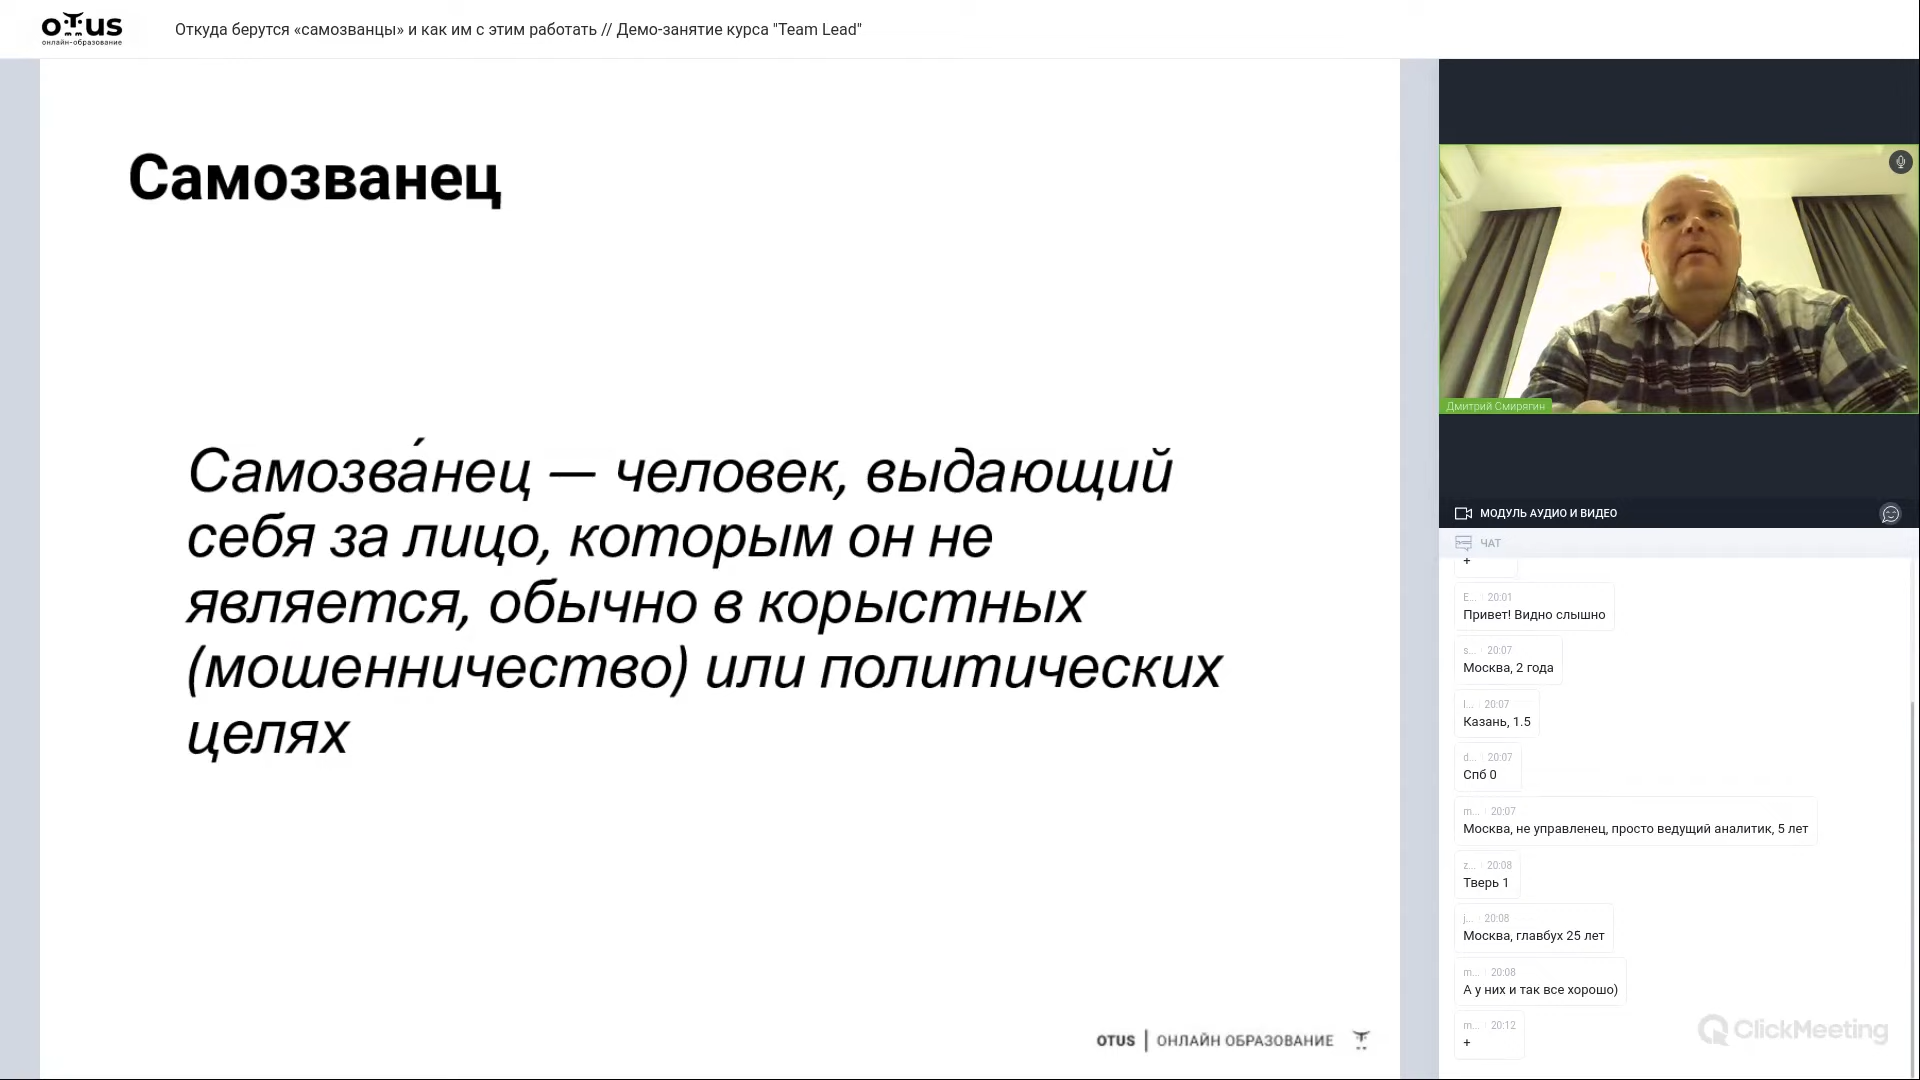 otus
онлайн-образование
Откуда берутся «самозванцы» и как им с этим работать // Демо-занятие курса "Team Lead"
Самозванец
Самозва́нец — человек, выдающий
себя за лицо, которым он не
является, обычно в корыстных
(мошенничество) или политических
целях
OTUS | ОНЛАЙН ОБРАЗОВАНИЕ
Дмитрий Смирягин
МОДУЛЬ АУДИО И ВИДЕО
ЧАТ
+
E... 20:01
Привет! Видно слышно
s... 20:07
Москва, 2 года
l... 20:07
Казань, 1.5
d... 20:07
Спб 0
m... 20:07
Москва, не управленец, просто ведущий аналитик, 5 лет
z... 20:08
Тверь 1
j... 20:08
Москва, главбух 25 лет
m... 20:08
А у них и так все хорошо)
m... 20:12
+
ClickMeeting